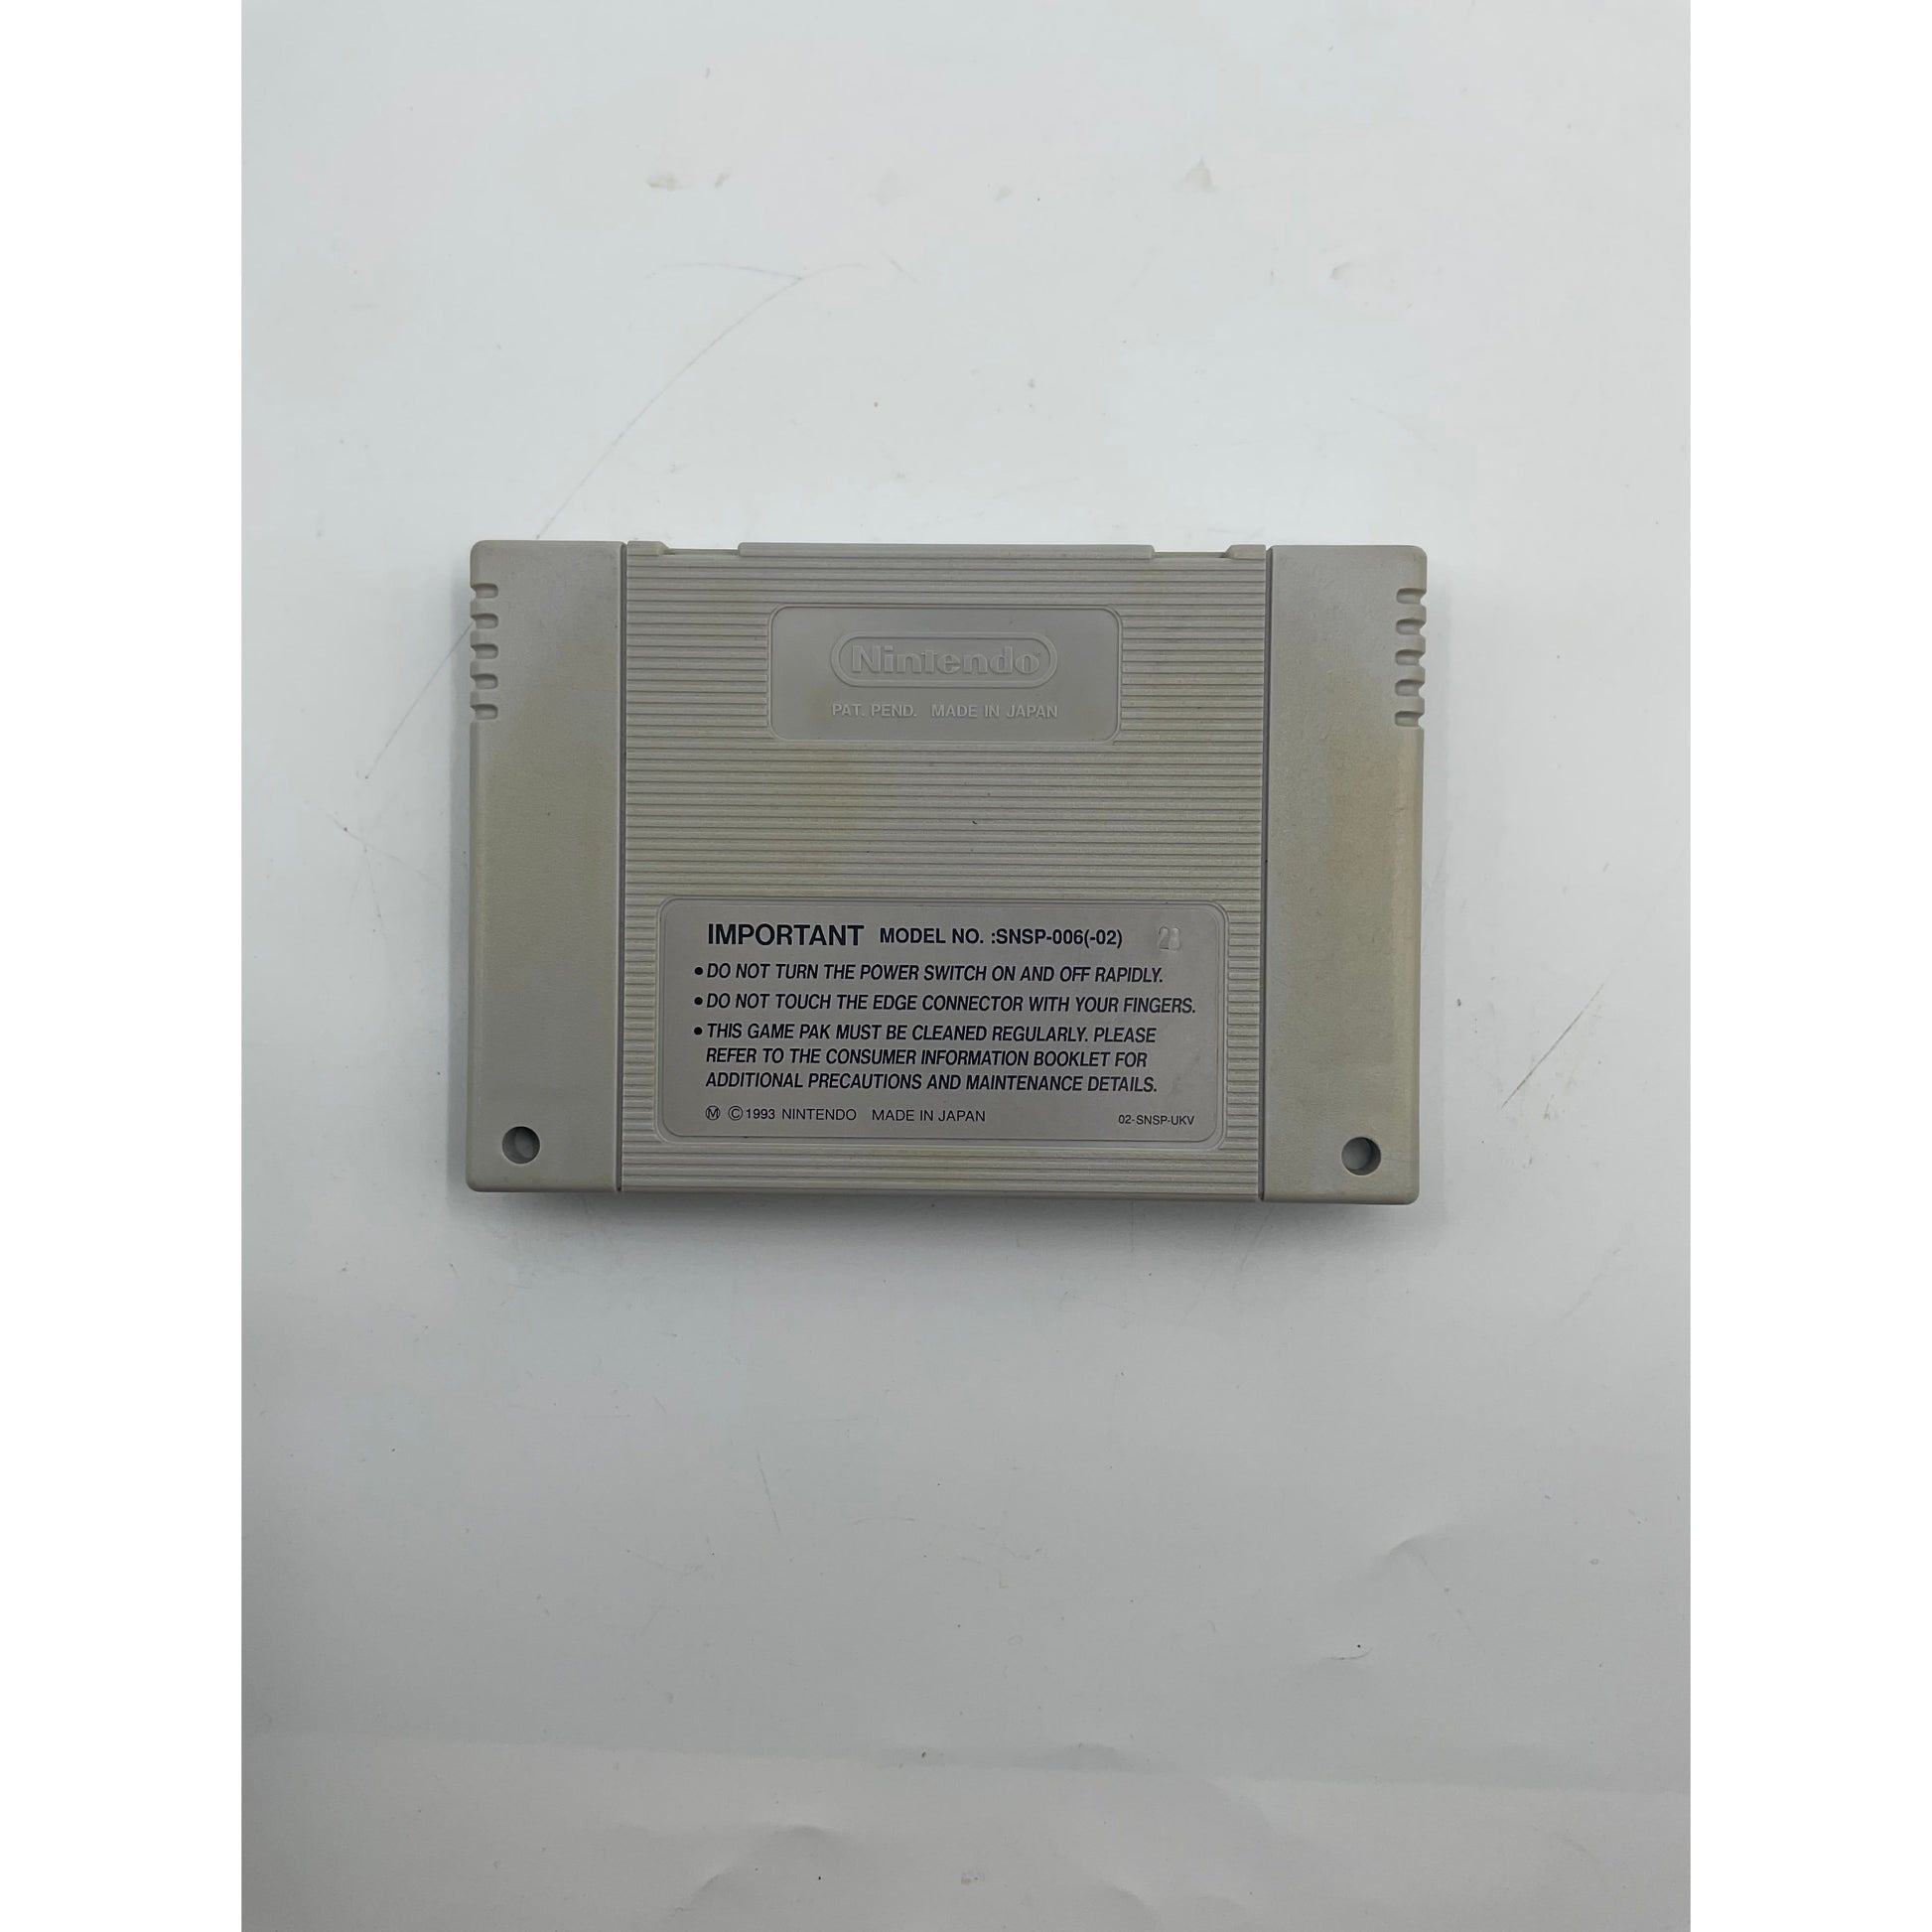 Nintendo
PAT. PEND. MADE IN JAPAN
IMPORTANT MODEL NO. :SNSP-006(-02)
• DO NOT TURN THE POWER SWITCH ON AND OFF RAPIDLY.
• DO NOT TOUCH THE EDGE CONNECTOR WITH YOUR FINGERS.
• THIS GAME PAK MUST BE CLEANED REGULARLY. PLEASE
REFER TO THE CONSUMER INFORMATION BOOKLET FOR
ADDITIONAL PRECAUTIONS AND MAINTENANCE DETAILS.
Ⓜ ©1993 NINTENDO MADE IN JAPAN 02-SNSP-UKV